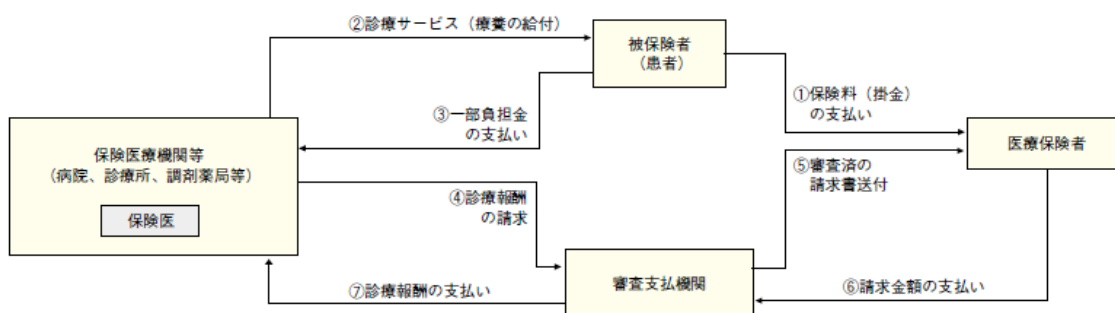 ②診療サービス（療養の給付）
被保険者
（患者）
①保険料（掛金）
の支払い
③一部負担金
の支払い
保険医療機関等
（病院、診療所、調剤薬局等）
保険医
医療保険者
⑤審査済の
請求書送付
④診療報酬
の請求
審査支払機関
⑥請求金額の支払い
⑦診療報酬の支払い